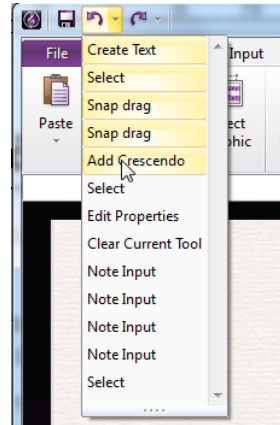 File
Input
Paste
Create Text
Select
Snap drag
Snap drag
Add Crescendo
Select
Edit Properties
Clear Current Tool
Note Input
Note Input
Note Input
Note Input
Select